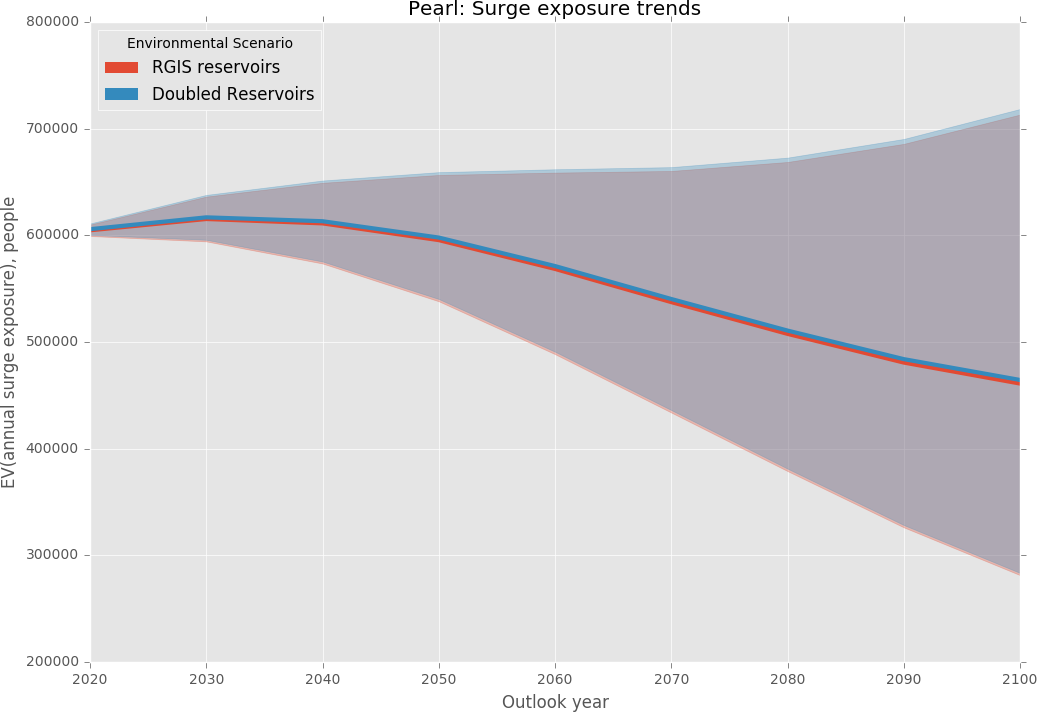 Pearl: Surge exposure trends
Environmental Scenario
RGIS reservoirs
Doubled Reservoirs
EV(annual surge exposure), people
800000
700000
600000
500000
400000
300000
200000
2020 2030 2040 2050 2060 2070 2080 2090 2100
Outlook year